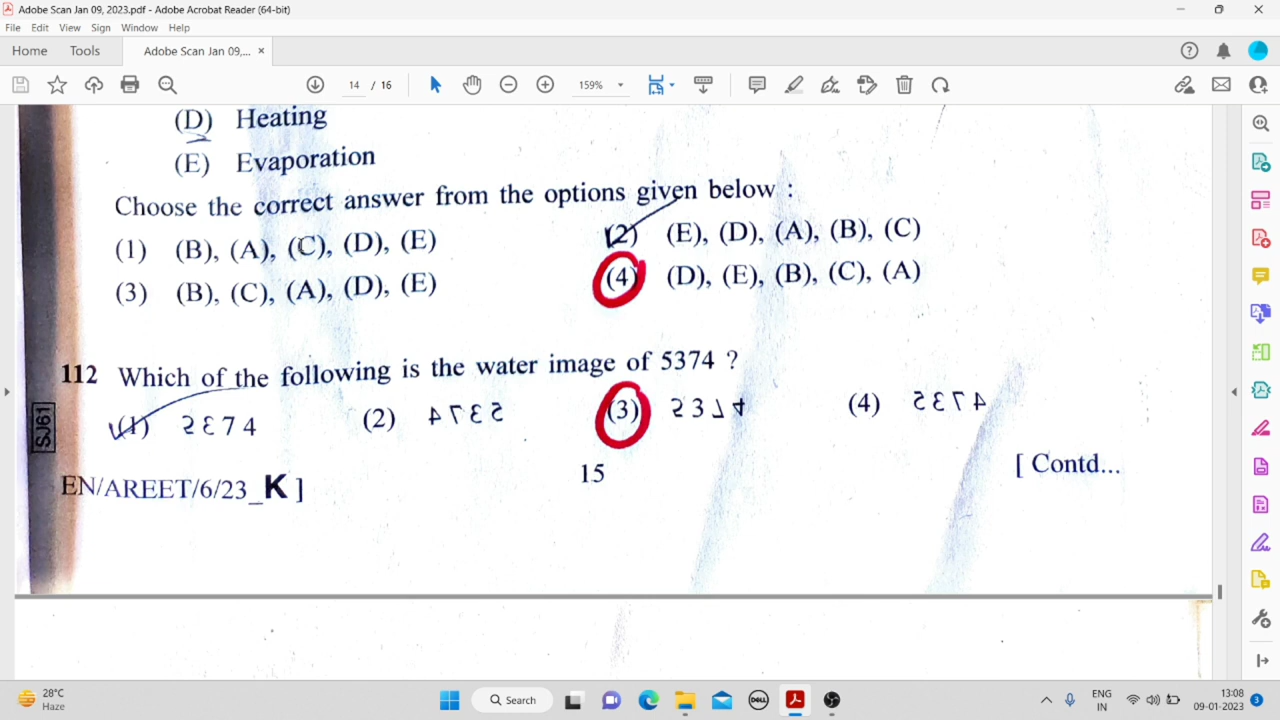 Adobe Scan Jan 09, 2023.pdf - Adobe Acrobat Reader (64-bit)
File Edit View Sign Window Help
Home Tools Adobe Scan Jan 09,... ×
14 / 16 159%
(D) Heating
(E) Evaporation
Choose the correct answer from the options given below :
(1) (B), (A), (C), (D), (E) (2) (E), (D), (A), (B), (C)
(3) (B), (C), (A), (D), (E) (4) (D), (E), (B), (C), (A)
112 Which of the following is the water image of 5374 ?
(1) (2) (3) (4)
SJ61
EN/AREET/6/23_K ] 15 [ Contd...
28°C
Haze
Search
DELL
ENG
IN
13:08
09-01-2023
3